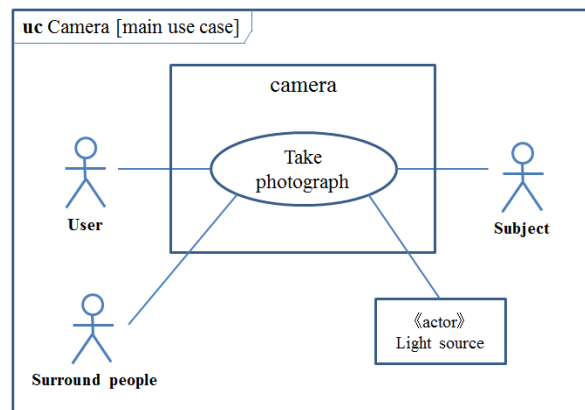 uc Camera [main use case]
camera
Take
photograph
User
Subject
《actor》
Light source
Surround people